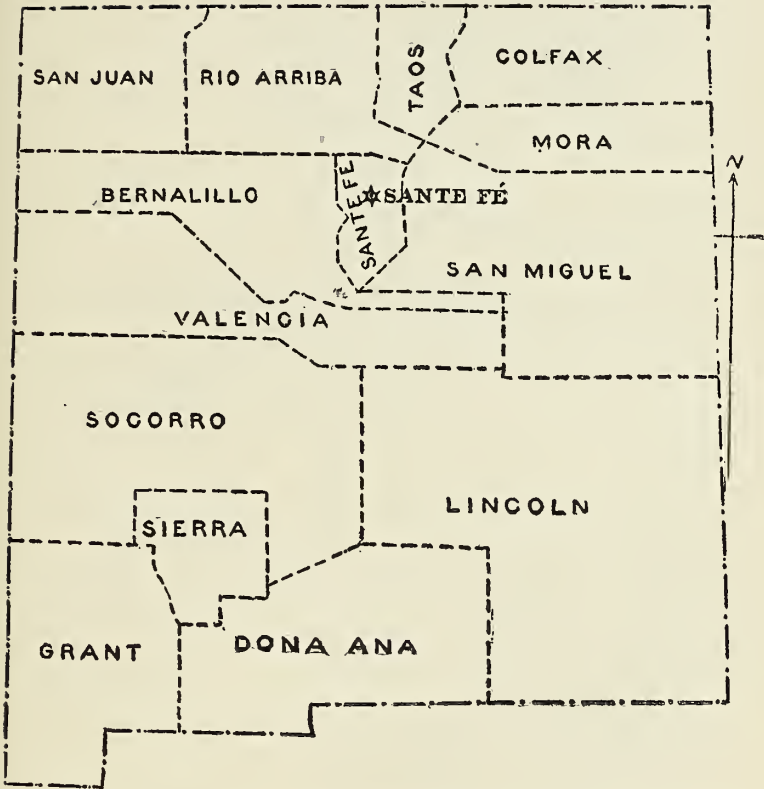 SAN JUAN
RIO ARRIBA
TAOS
COLFAX
MORA
N
BERNALILLO
SANTE FE
SANTE FÉ
SAN MIGUEL
VALENCIA
SOCORRO
SIERRA
LINCOLN
GRANT
DONA ANA